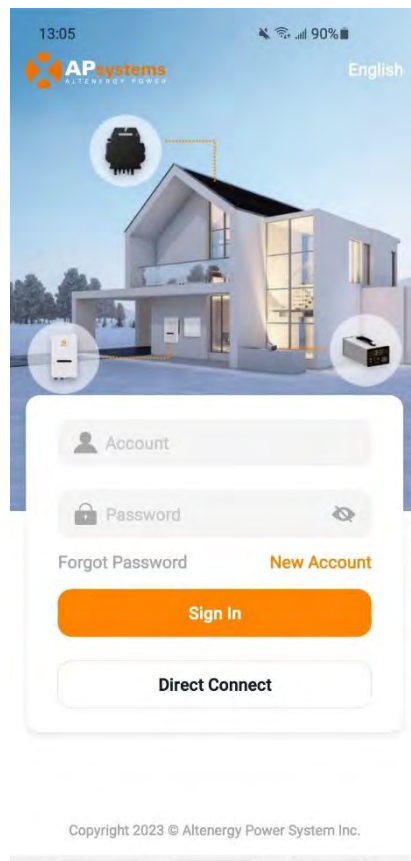 13:05
90%
APsystems
ALTENERGY POWER
English
Account
Password
Forgot Password
New Account
Sign In
Direct Connect
Copyright 2023 © Altenergy Power System Inc.